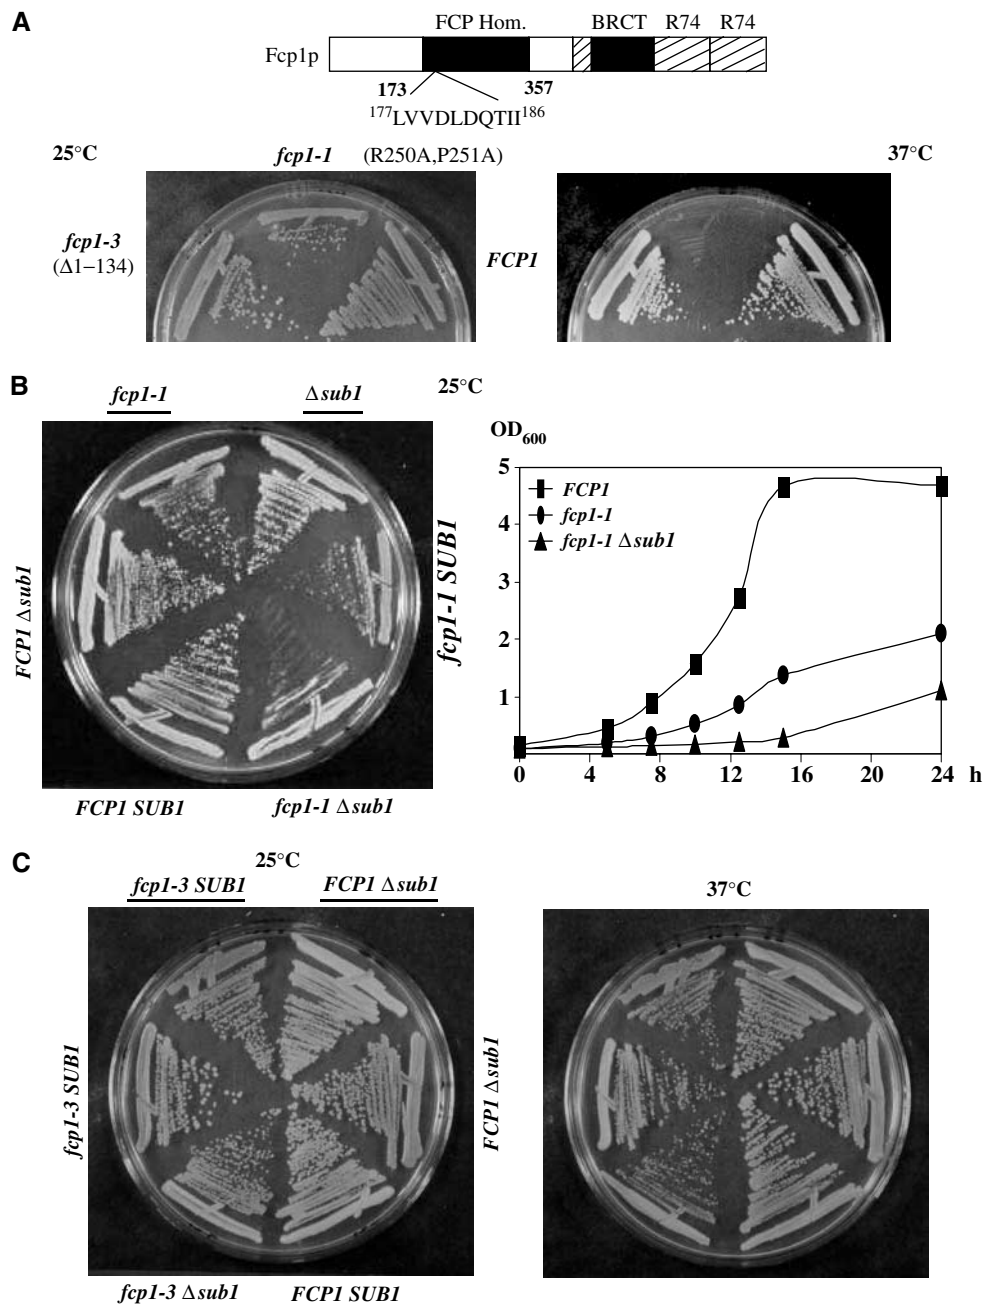 A
FCP Hom. BRCT R74 R74
Fcp1p
173 357
¹⁷⁷LVVDLDQTII¹⁸⁶
25°C fcp1-1 (R250A,P251A) 37°C
fcp1-3
(Δ1–134)
FCP1
B
fcp1-1 Δsub1 25°C
FCP1 Δsub1
fcp1-1 SUB1
FCP1 SUB1 fcp1-1 Δsub1
OD₆₀₀
5
4
3
2
1
FCP1
fcp1-1
fcp1-1 Δsub1
0 4 8 12 16 20 24 h
C
25°C
fcp1-3 SUB1 FCP1 Δsub1
37°C
fcp1-3 SUB1
FCP1 Δsub1
fcp1-3 Δsub1 FCP1 SUB1